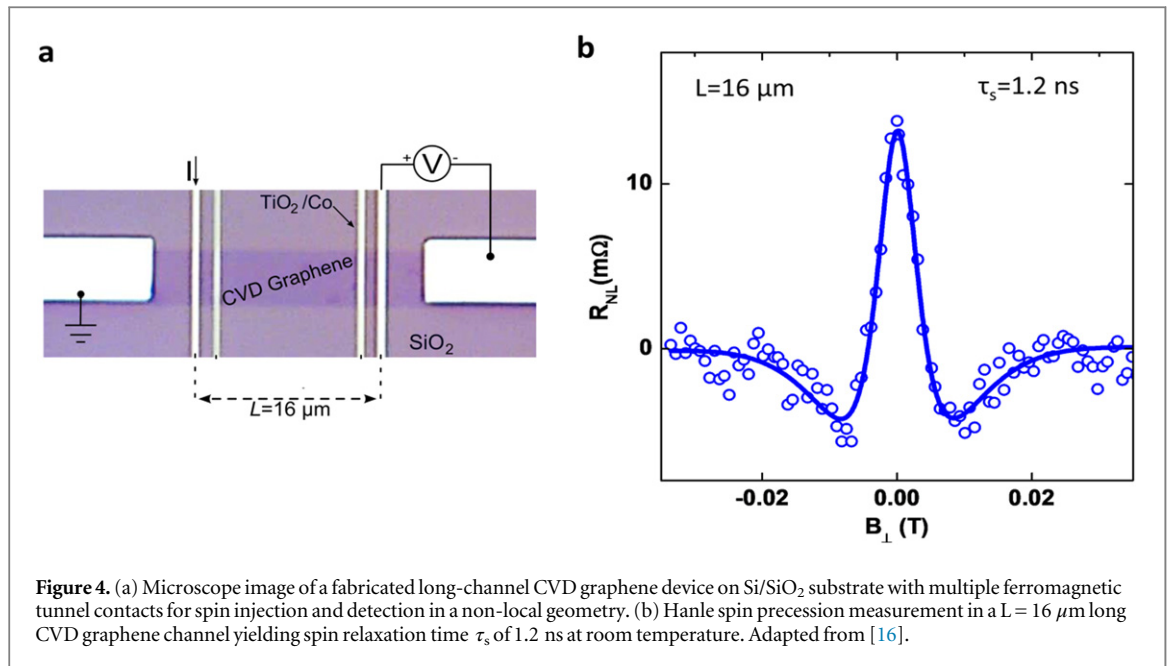 a
I
+ V -
TiO₂/Co
CVD Graphene
SiO₂
L=16 μm
b
L=16 μm
τₛ=1.2 ns
10
0
R_NL(mΩ)
-0.02 0.00 0.02
B_⊥ (T)
Figure 4. (a) Microscope image of a fabricated long-channel CVD graphene device on Si/SiO₂ substrate with multiple ferromagnetic
tunnel contacts for spin injection and detection in a non-local geometry. (b) Hanle spin precession measurement in a L = 16 μm long
CVD graphene channel yielding spin relaxation time τₛ of 1.2 ns at room temperature. Adapted from [16].